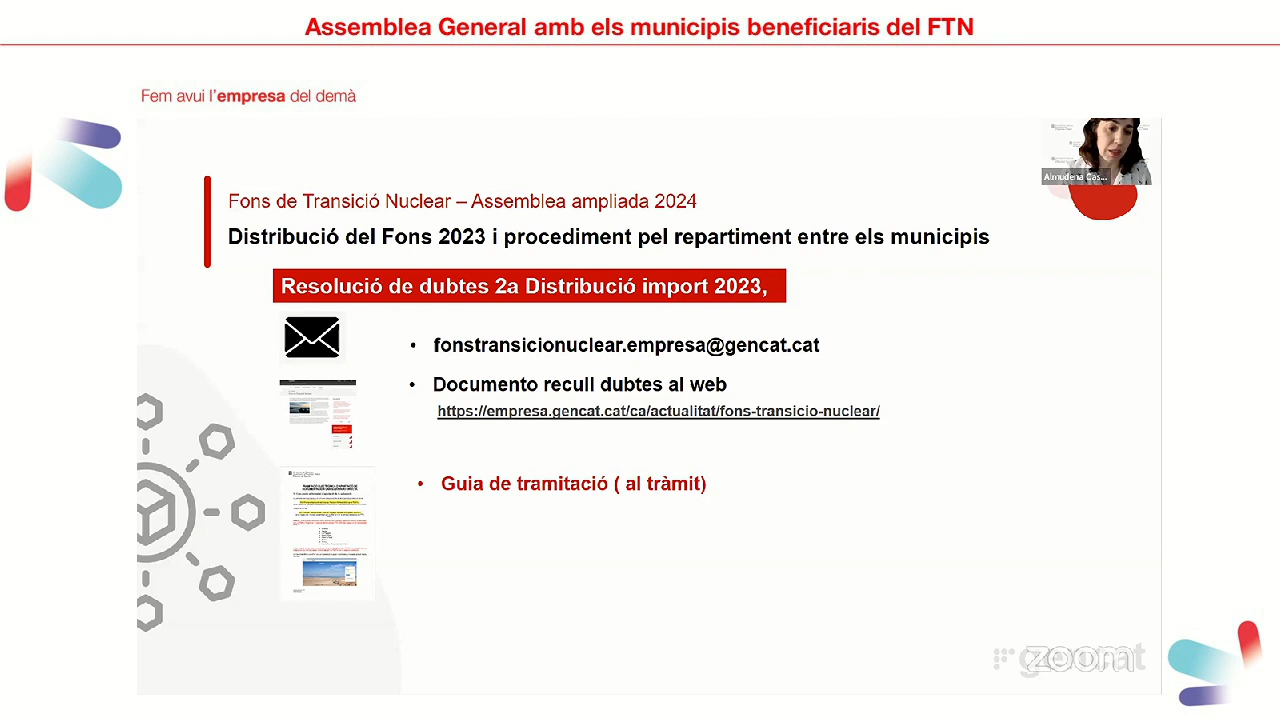 Assemblea General amb els municipis beneficiaris del FTN
Fem avui l'empresa del demà
Almudena Cas...
Fons de Transició Nuclear – Assemblea ampliada 2024
Distribució del Fons 2023 i procediment pel repartiment entre els municipis
Resolució de dubtes 2a Distribució import 2023,
• fonstransicionuclear.empresa@gencat.cat
• Documento recull dubtes al web
https://empresa.gencat.cat/ca/actualitat/fons-transicio-nuclear/
• Guia de tramitació ( al tràmit)
gencat
zoom